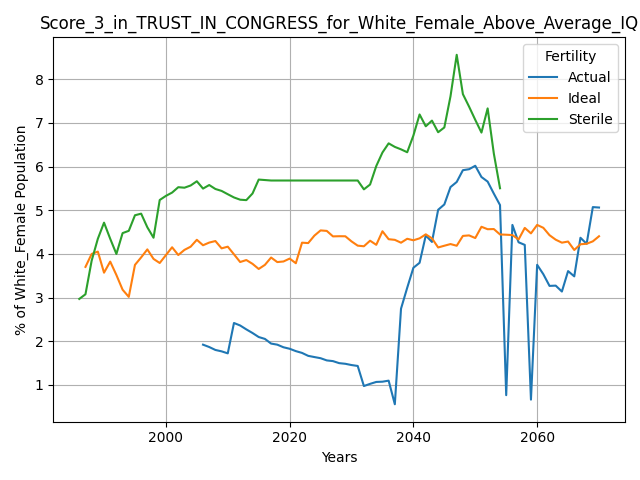 Score_3_in_TRUST_IN_CONGRESS_for_White_Female_Above_Average_IQ
Fertility
Actual
Ideal
Sterile
% of White_Female Population
8
7
6
5
4
3
2
1
2000 2020 2040 2060
Years